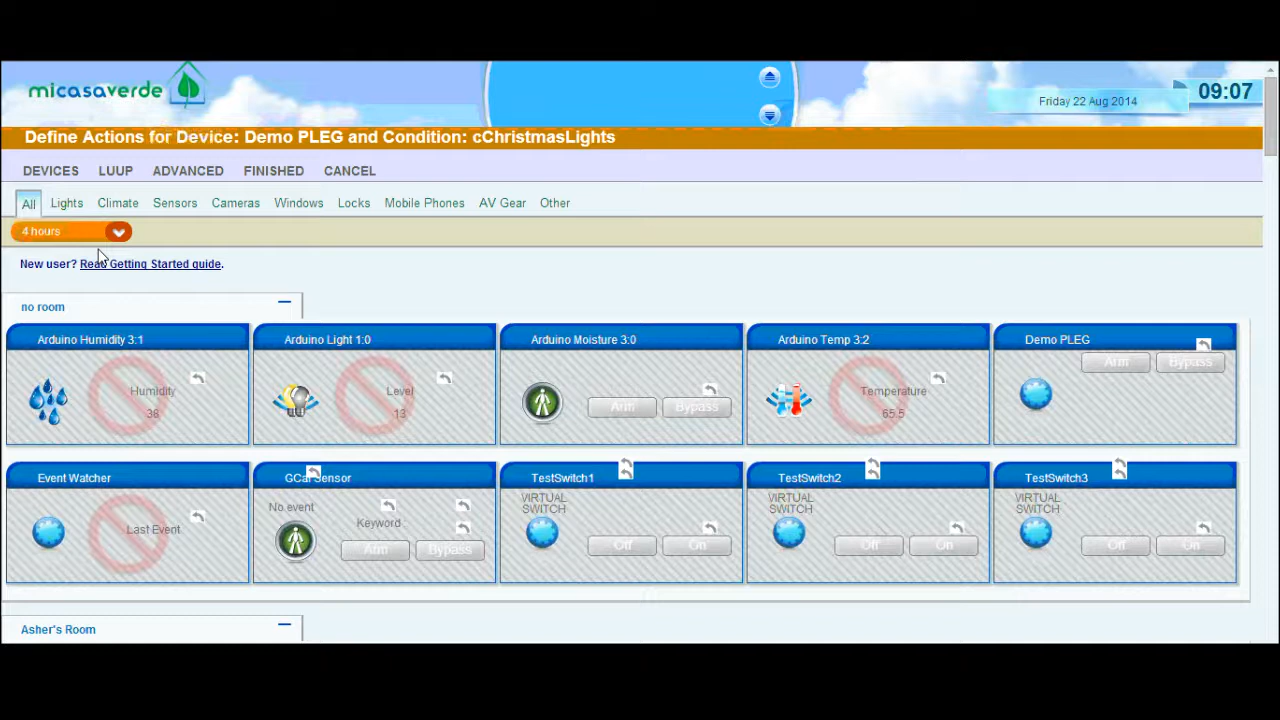 micasaverde
Friday 22 Aug 2014
09:07
Define Actions for Device: Demo PLEG and Condition: cChristmasLights
DEVICES LUUP ADVANCED FINISHED CANCEL
All Lights Climate Sensors Cameras Windows Locks Mobile Phones AV Gear Other
4 hours
New user? Read Getting Started guide.
no room
Arduino Humidity 3:1
Humidity
38
Arduino Light 1:0
Level
13
Arduino Moisture 3:0
Arm Bypass
Arduino Temp 3:2
Temperature
65.5
Demo PLEG
Arm Bypass
Event Watcher
Last Event
GCal Sensor
No event
Keyword :
Arm Bypass
TestSwitch1
VIRTUAL
SWITCH
Off On
TestSwitch2
VIRTUAL
SWITCH
Off On
TestSwitch3
VIRTUAL
SWITCH
Off On
Asher's Room